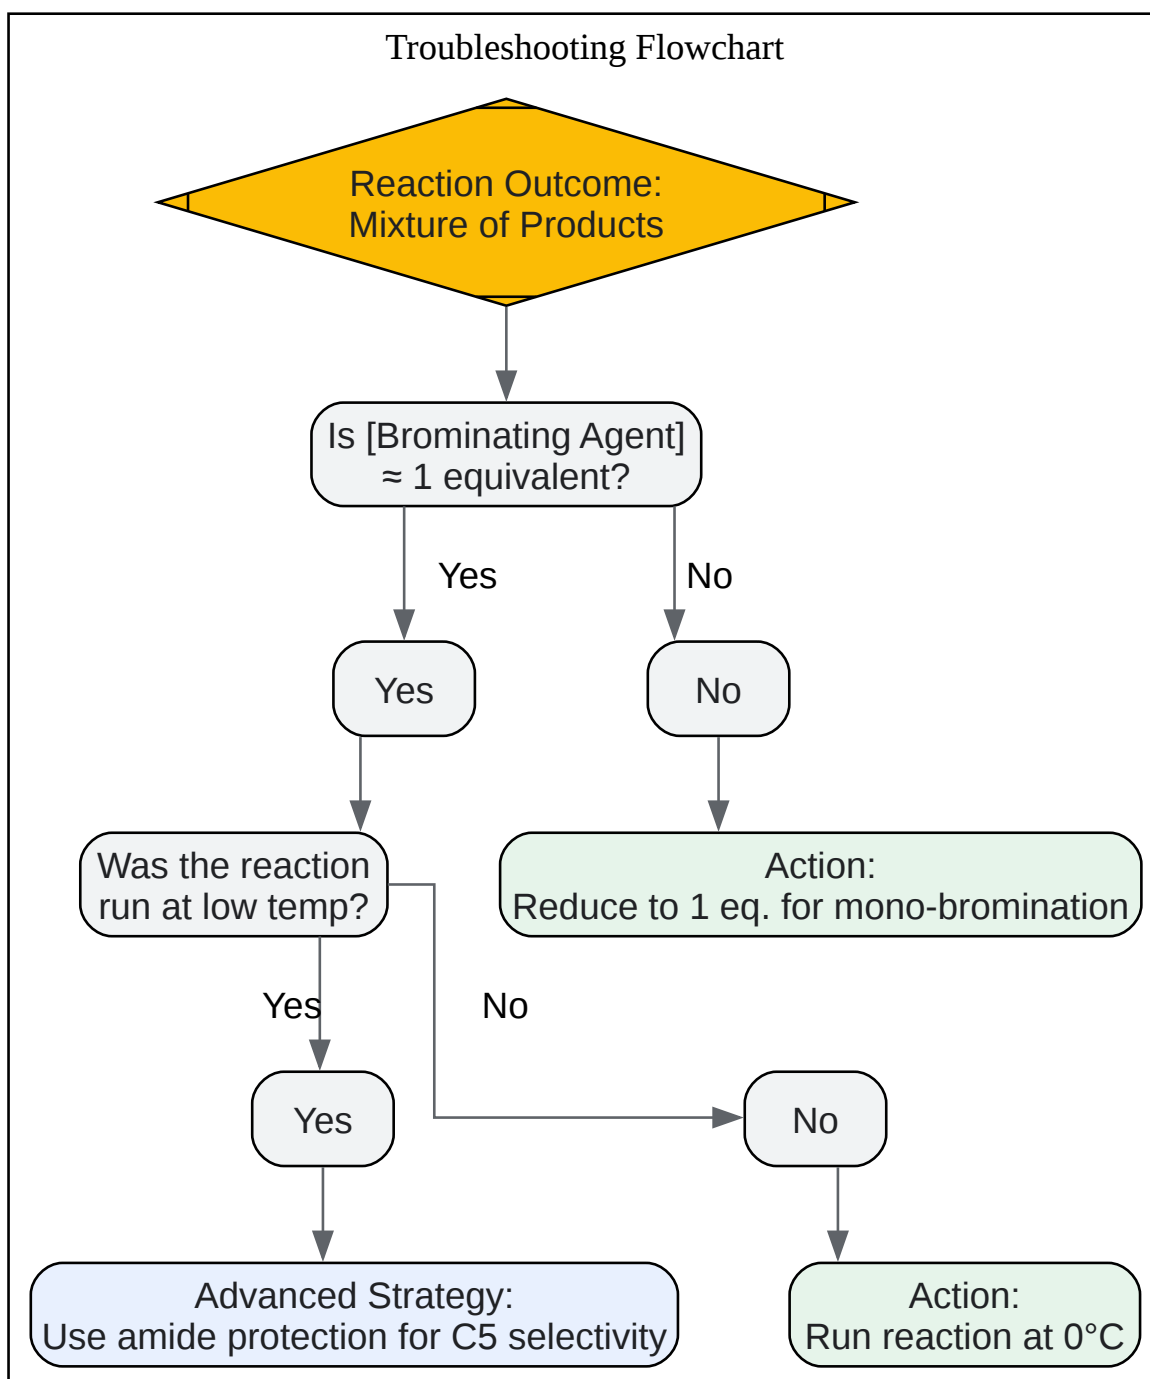 Troubleshooting Flowchart
Reaction Outcome:
Mixture of Products
Is [Brominating Agent]
≈ 1 equivalent?
Yes
No
Yes
No
Was the reaction
run at low temp?
Action:
Reduce to 1 eq. for mono-bromination
Yes
No
Yes
No
Advanced Strategy:
Use amide protection for C5 selectivity
Action:
Run reaction at 0°C